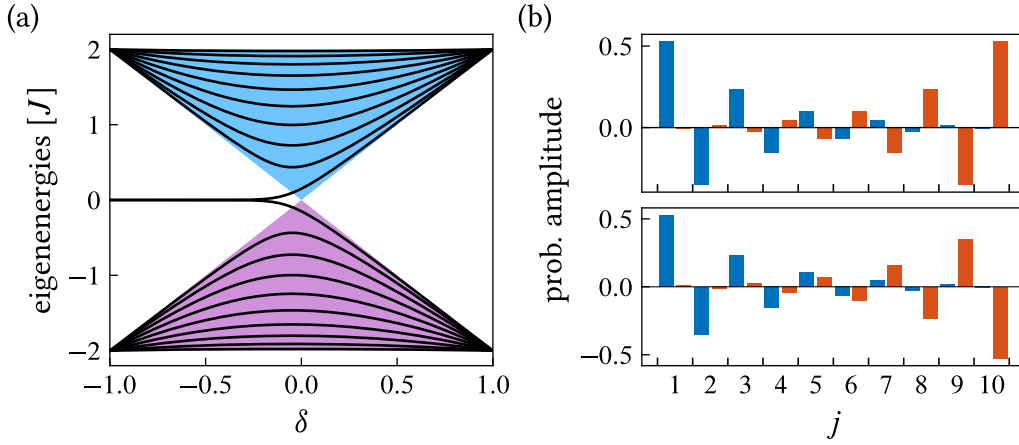 (a)
eigenenergies [J]
2
1
0
−1
−2
−1.0 −0.5 0.0 0.5 1.0
δ
(b)
prob. amplitude
0.5
0.0
0.5
0.0
−0.5
1 2 3 4 5 6 7 8 9 10
j